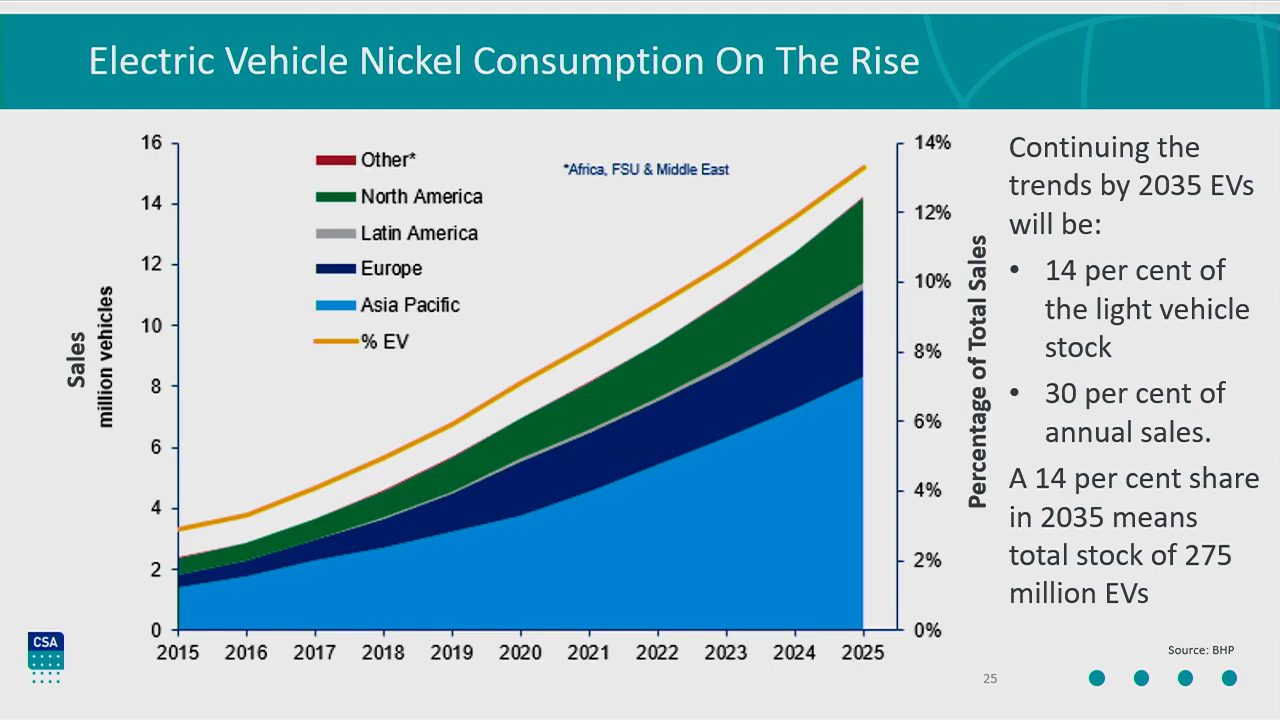 Electric Vehicle Nickel Consumption On The Rise
16
14
12
10
8
6
4
2
0
Sales
million vehicles
Other*
North America
Latin America
Europe
Asia Pacific
% EV
*Africa, FSU & Middle East
14%
12%
10%
8%
6%
4%
2%
0%
Percentage of Total Sales
2015 2016 2017 2018 2019 2020 2021 2022 2023 2024 2025
Continuing the
trends by 2035 EVs
will be:
• 14 per cent of
the light vehicle
stock
• 30 per cent of
annual sales.
A 14 per cent share
in 2035 means
total stock of 275
million EVs
Source: BHP
CSA
25